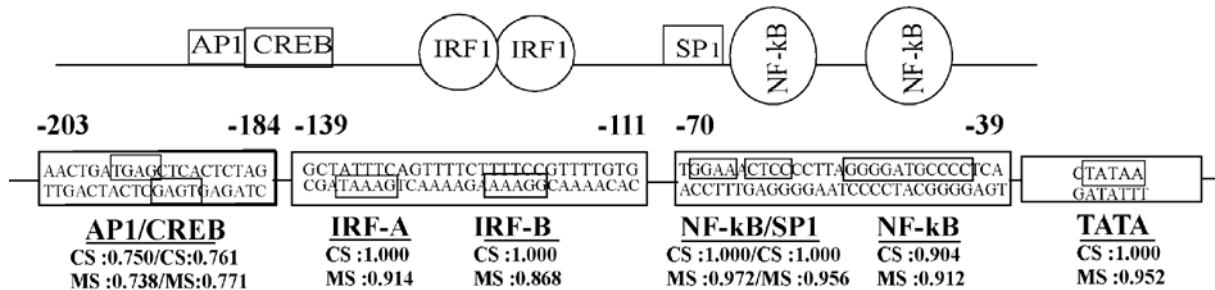 AP1 CREB IRF1 IRF1 SP1 NF-kB NF-kB
-203 -184 -139 -111 -70 -39
AACTGATGAGCTCACTCTAG GCTATTTCAGTTTTCTTTTCCGTTTTGTG TGGAAACTCCCCTTAGGGGATGCCCCTCA CTATAA
TTGACTACTCGAGTGAGATC CGATAAAGTCAAAAGAAAAGGCAAAACAC ACCTTTGAGGGGAATCCCCTACGGGGAGT GATATTT
AP1/CREB IRF-A IRF-B NF-kB/SP1 NF-kB TATA
CS :0.750/CS:0.761 CS :1.000 CS :1.000 CS :1.000/CS :1.000 CS :0.904 CS :1.000
MS :0.738/MS:0.771 MS :0.914 MS :0.868 MS :0.972/MS :0.956 MS :0.912 MS :0.952